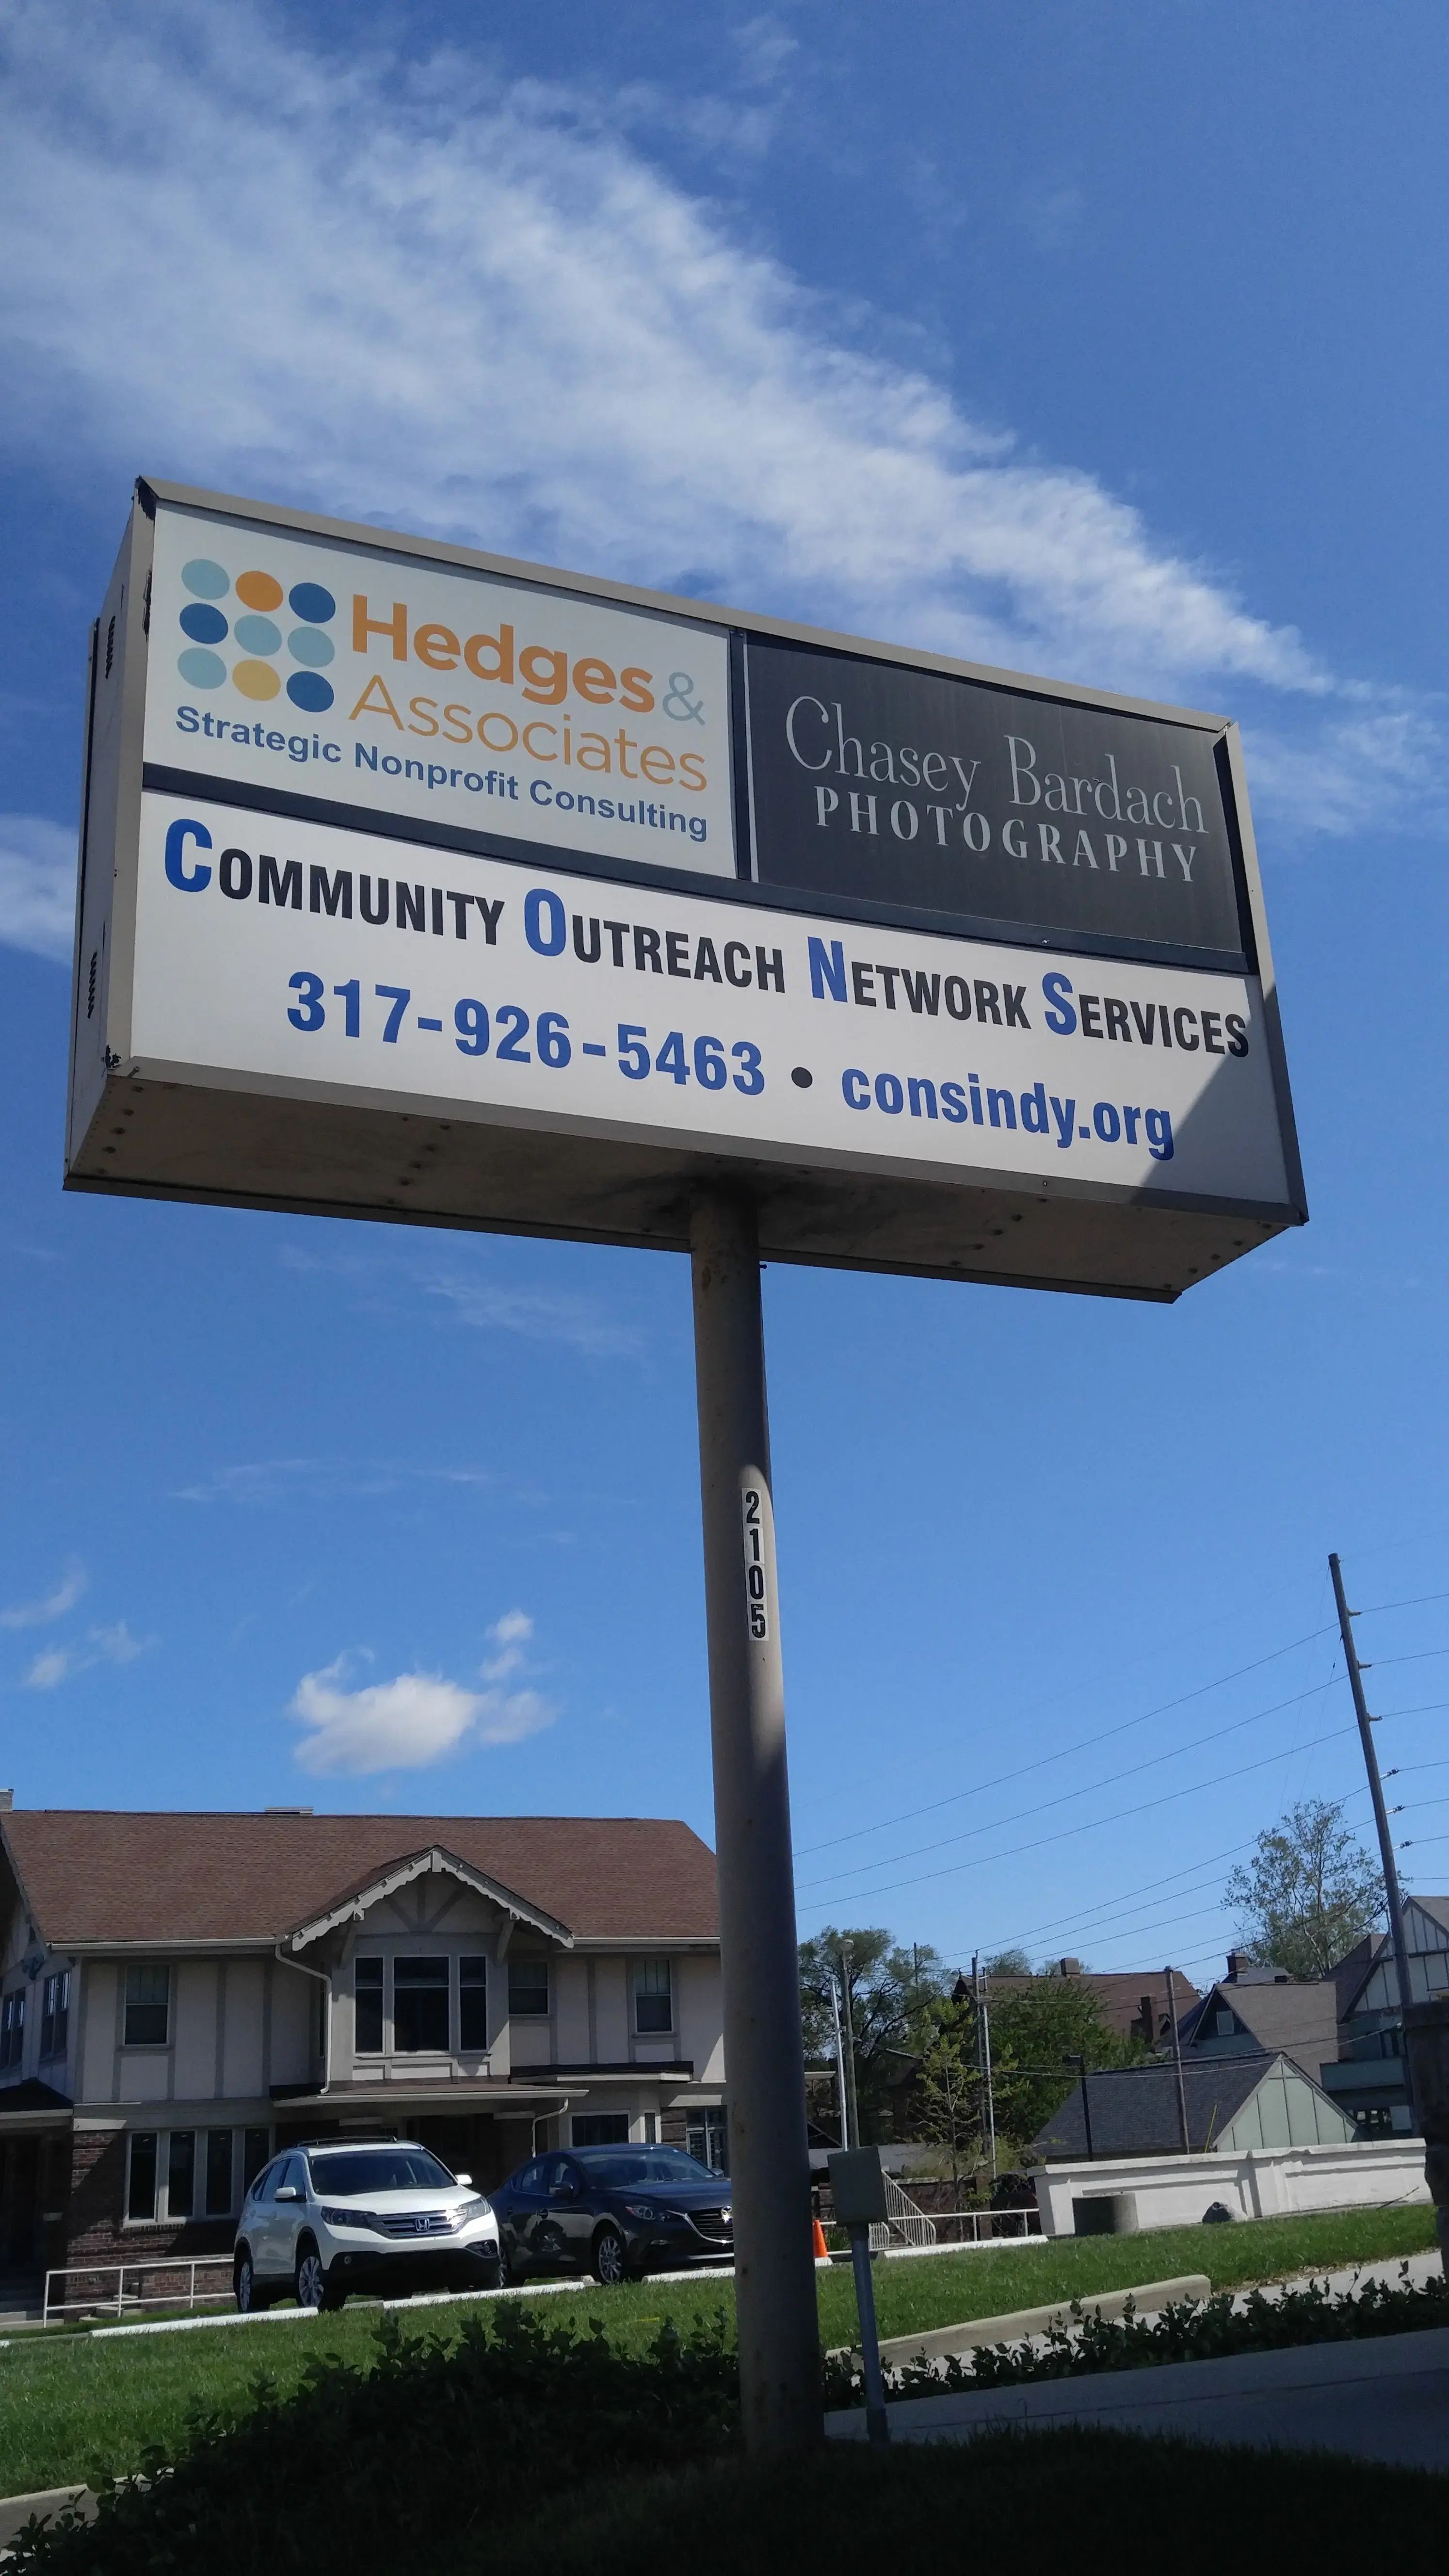 Hedges &
Associates
Strategic Nonprofit Consulting
Chasey Bardach
PHOTOGRAPHY
COMMUNITY OUTREACH NETWORK SERVICES
317-926-5463 • consindy.org
2105